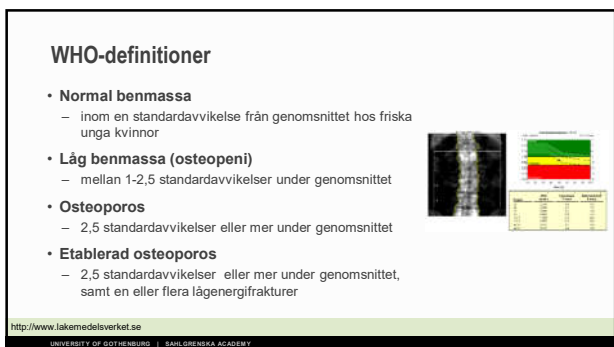 WHO-definitioner
• Normal benmassa
– inom en standardavvikelse från genomsnittet hos friska
unga kvinnor
• Låg benmassa (osteopeni)
– mellan 1-2,5 standardavvikelser under genomsnittet
• Osteoporos
– 2,5 standardavvikelser eller mer under genomsnittet
• Etablerad osteoporos
– 2,5 standardavvikelser eller mer under genomsnittet,
samt en eller flera lågenergifrakturer
http://www.lakemedelsverket.se
UNIVERSITY OF GOTHENBURG | SAHLGRENSKA ACADEMY